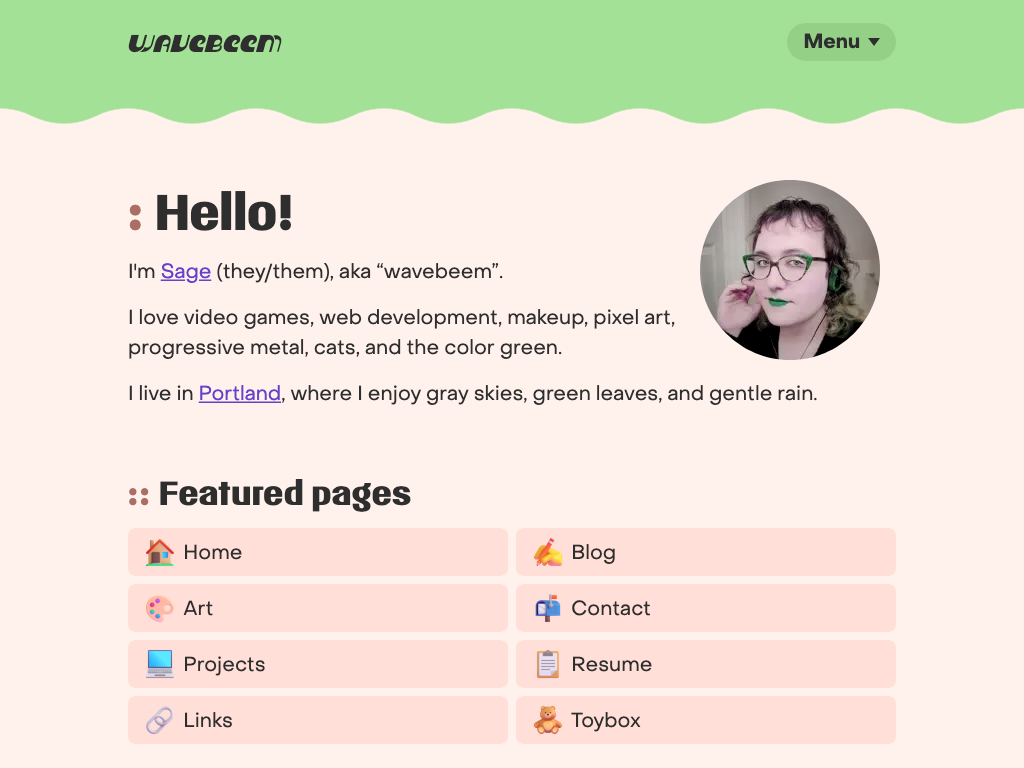 wavebeem
Menu
Hello!
I'm Sage (they/them), aka “wavebeem”.
I love video games, web development, makeup, pixel art,
progressive metal, cats, and the color green.
I live in Portland, where I enjoy gray skies, green leaves, and gentle rain.
Featured pages
Home
Blog
Art
Contact
Projects
Resume
Links
Toybox